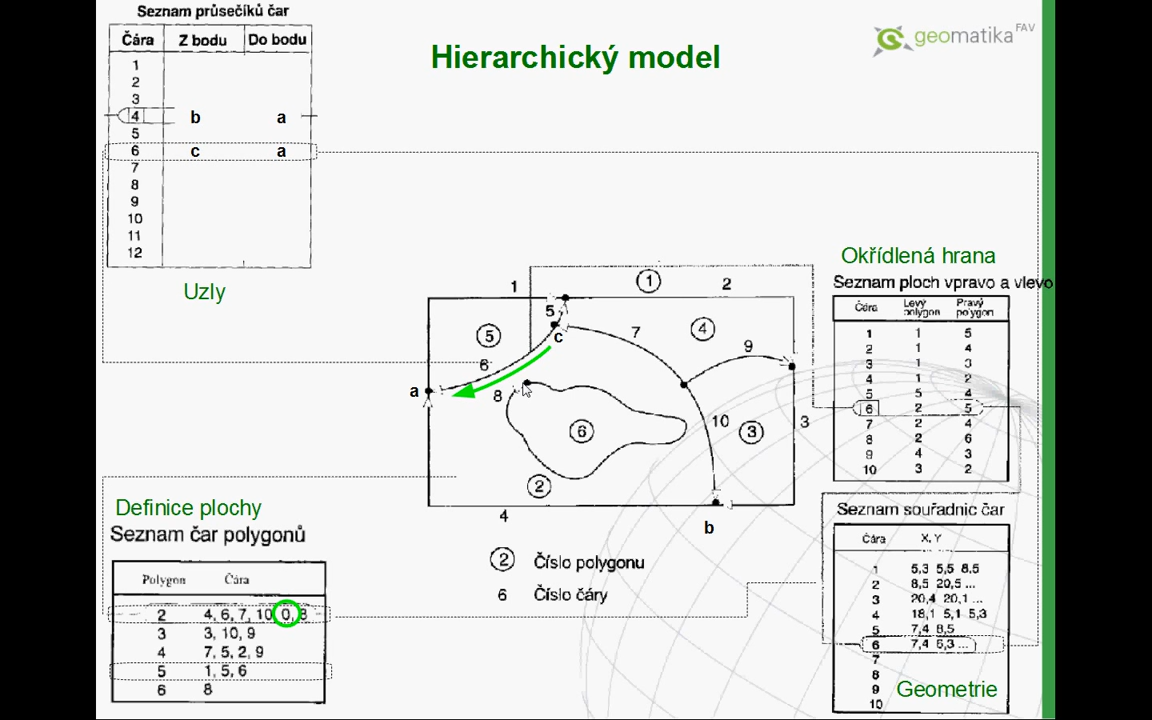 Seznam průsečíků čar
Čára Z bodu Do bodu
1
2
3
4 b a
5
6 c a
7
8
9
10
11
12
Uzly
Hierarchický model
geomatika FAV
Okřídlená hrana
Seznam ploch vpravo a vlevo
Čára Levý polygon Pravý polygon
1 1 5
2 1 4
3 1 3
4 1 2
5 5 4
6 2 5
7 2 4
8 2 6
9 4 3
10 3 2
1 1 2
5 5 c 7 4
6 9
a 8
6 10 3 3
2
4 b
2 Číslo polygonu
6 Číslo čáry
Definice plochy
Seznam čar polygonů
Polygon Čára
2 4, 6, 7, 10, 0, 8
3 3, 10, 9
4 7, 5, 2, 9
5 1, 5, 6
6 8
Seznam souřadnic čar
Čára X, Y
1 5,3 5,5 8,5
2 8,5 20,5 ...
3 20,4 20,1 ...
4 18,1 5,1 5,3
5 7,4 8,5
6 7,4 6,3 ...
7
8
9
10
Geometrie